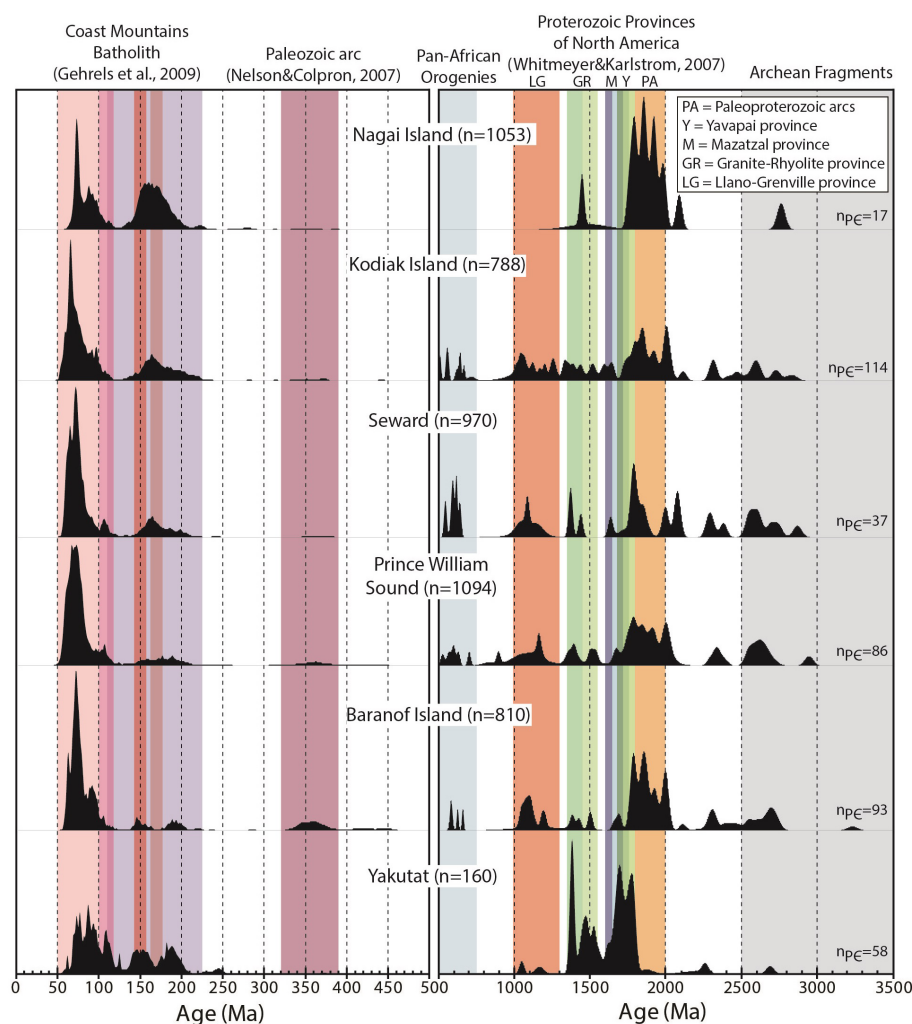 Coast Mountains
Batholith
(Gehrels et al., 2009)
Paleozoic arc
(Nelson&Colpron, 2007)
Pan-African
Orogenies
Proterozoic Provinces
of North America
(Whitmeyer&Karlstrom, 2007)
LG GR M Y PA
Archean Fragments
PA = Paleoproterozoic arcs
Y = Yavapai province
M = Mazatzal province
GR = Granite-Rhyolite province
LG = Llano-Grenville province
Nagai Island (n=1053)
nPЄ=17
Kodiak Island (n=788)
nPЄ=114
Seward (n=970)
nPЄ=37
Prince William
Sound (n=1094)
nPЄ=86
Baranof Island (n=810)
nPЄ=93
Yakutat (n=160)
nPЄ=58
0 50 100 150 200 250 300 350 400 450 500 1000 1500 2000 2500 3000 3500
Age (Ma) Age (Ma)